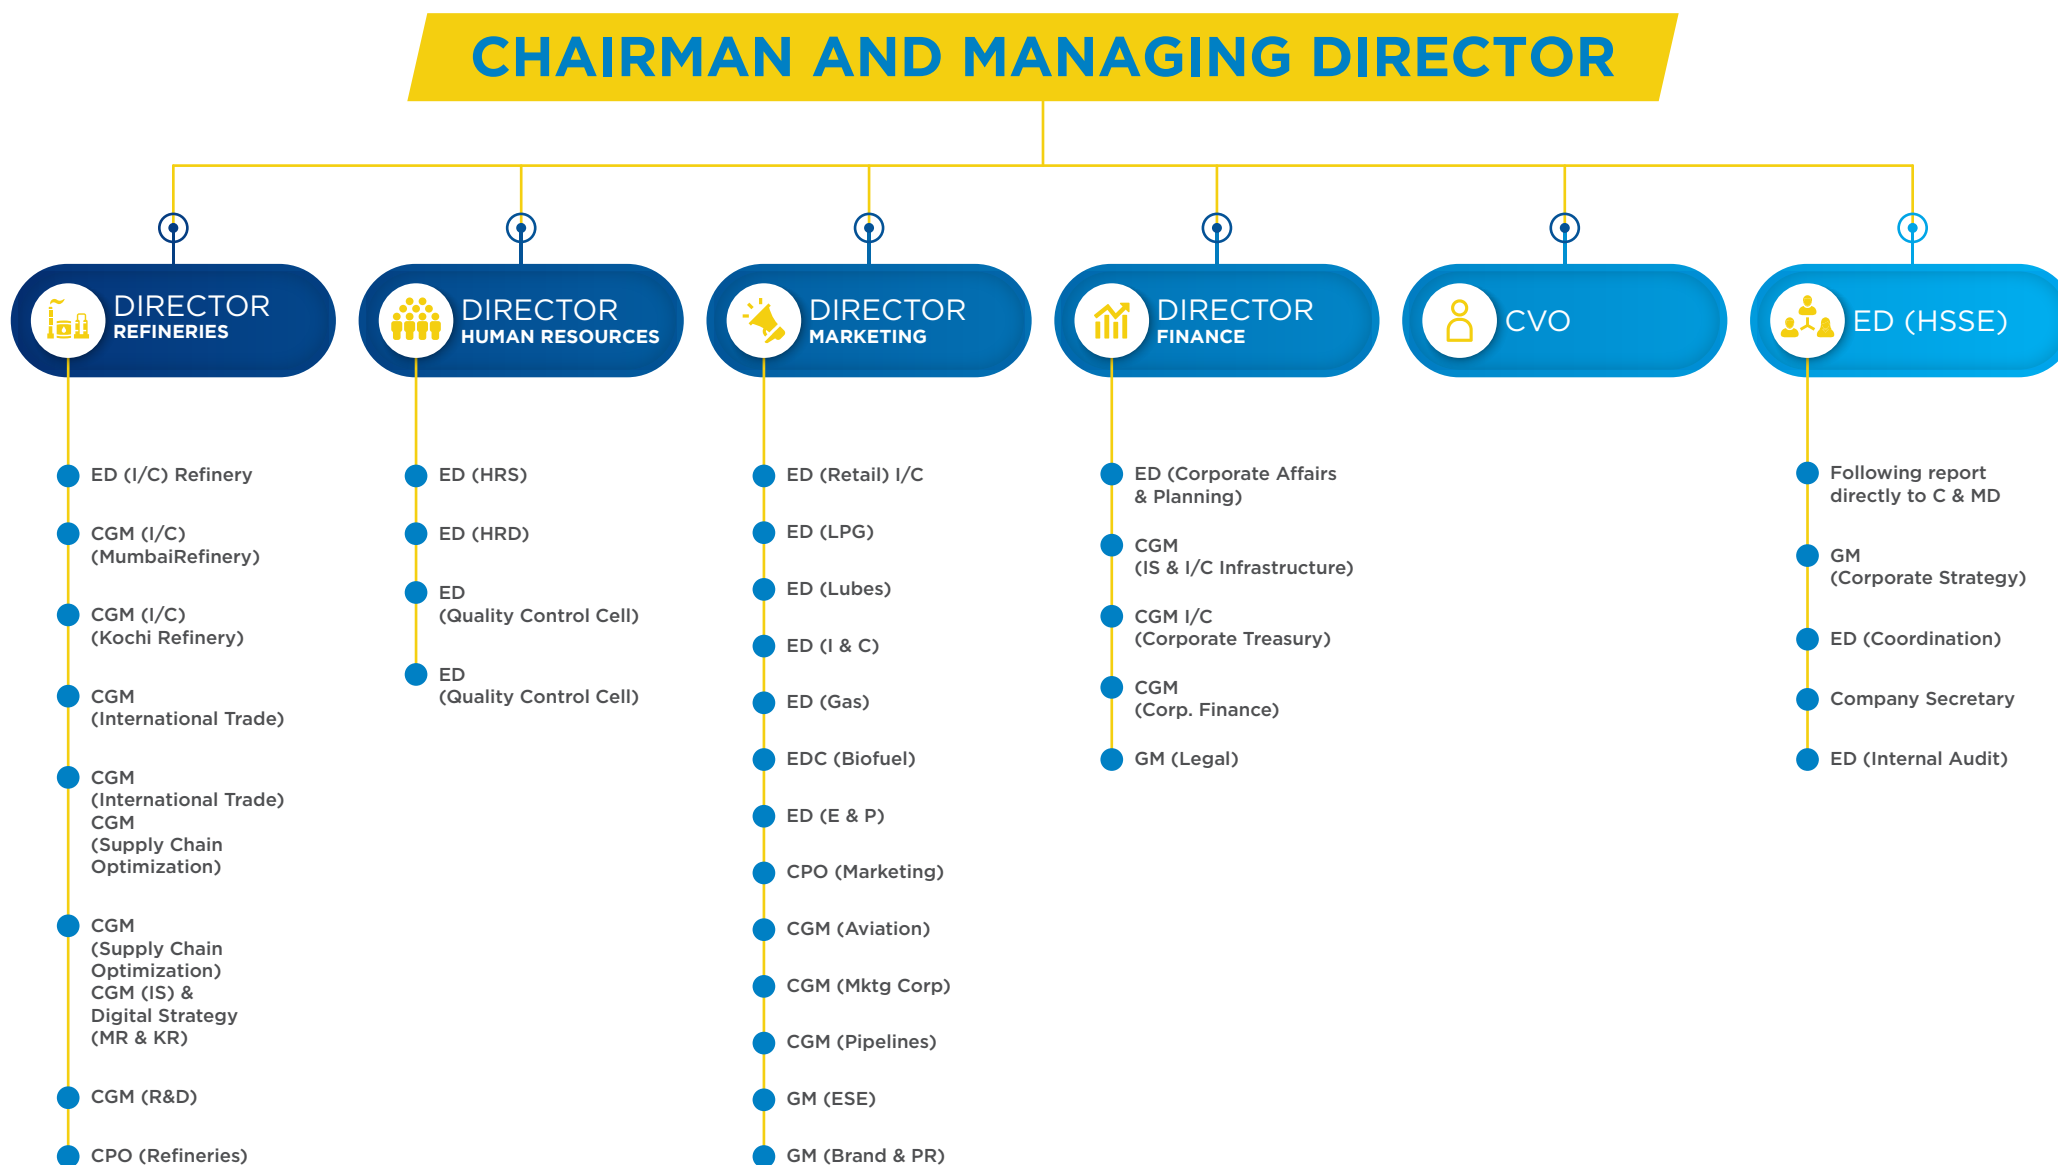 CHAIRMAN AND MANAGING DIRECTOR
DIRECTOR
REFINERIES
ED (I/C) Refinery
CGM (I/C)
(MumbaiRefinery)
CGM (I/C)
(Kochi Refinery)
CGM
(International Trade)
CGM
(International Trade)
CGM
(Supply Chain
Optimization)
CGM
(Supply Chain
Optimization)
CGM (IS) &
Digital Strategy
(MR & KR)
CGM (R&D)
CPO (Refineries)
DIRECTOR
HUMAN RESOURCES
ED (HRS)
ED (HRD)
ED
(Quality Control Cell)
ED
(Quality Control Cell)
DIRECTOR
MARKETING
ED (Retail) I/C
ED (LPG)
ED (Lubes)
ED (I & C)
ED (Gas)
EDC (Biofuel)
ED (E & P)
CPO (Marketing)
CGM (Aviation)
CGM (Mktg Corp)
CGM (Pipelines)
GM (ESE)
GM (Brand & PR)
DIRECTOR
FINANCE
ED (Corporate Affairs
& Planning)
CGM
(IS & I/C Infrastructure)
CGM I/C
(Corporate Treasury)
CGM
(Corp. Finance)
GM (Legal)
CVO
ED (HSSE)
Following report
directly to C & MD
GM
(Corporate Strategy)
ED (Coordination)
Company Secretary
ED (Internal Audit)